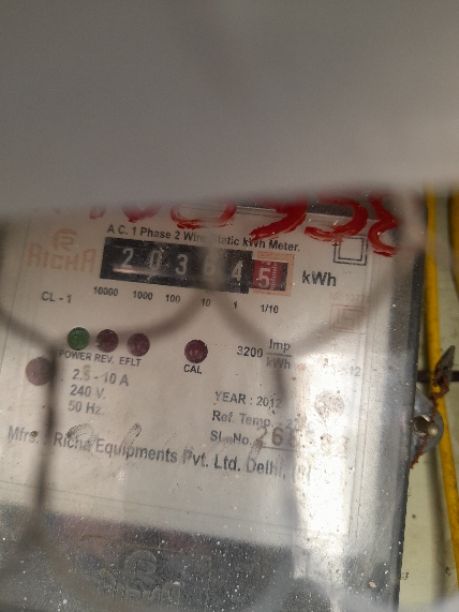 A.C. 1 Phase 2 Wire Static kWh Meter.
RICHA
2 0 3 6 4 5 kWh
CL - 1 10000 1000 100 10 1 1/10
POWER REV. EFLT
CAL
3200 Imp/kWh
2.5 - 10 A
240 V.
50 Hz.
YEAR : 2012
Ref. Temp.
Sl. No.
Mfrs. : Richa Equipments Pvt. Ltd. Delhi,